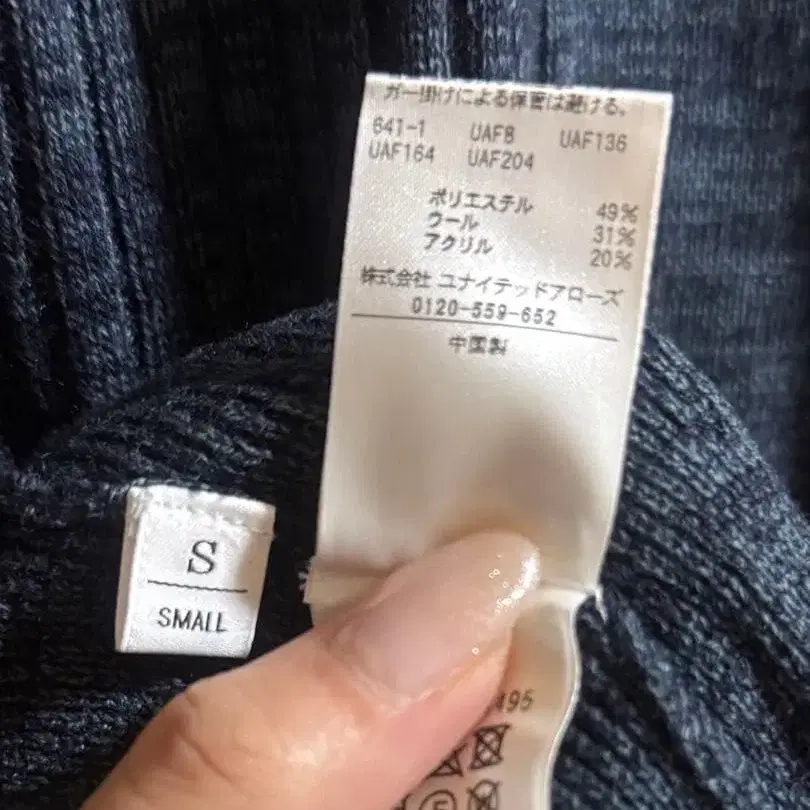 ガー掛けによる保管は避ける。
641-1 UAF8 UAF136
UAF164 UAF204
ポリエステル 49%
ウール 31%
アクリル 20%
株式会社 ユナイテッドアローズ
0120-559-652
中国製
S
SMALL
495